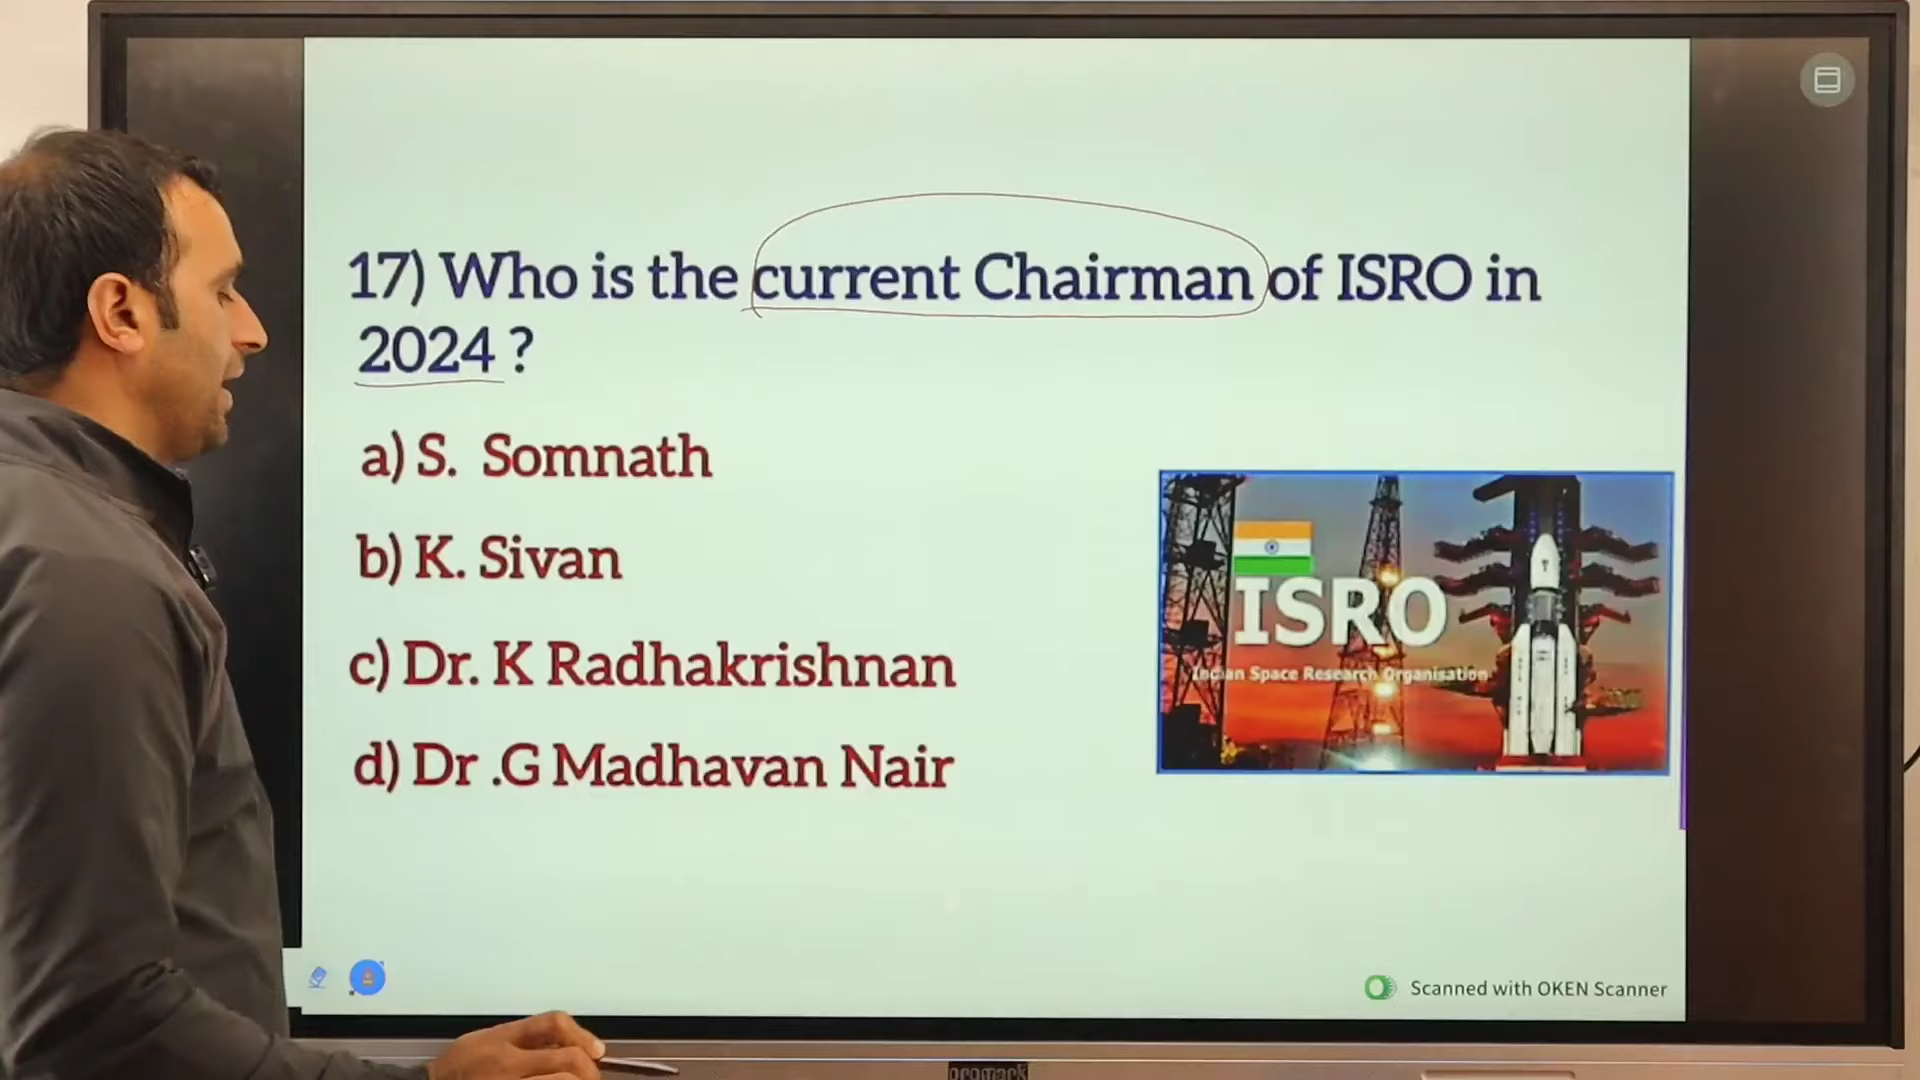 17) Who is the current Chairman of ISRO in
2024 ?
a) S. Somnath
b) K. Sivan
c) Dr. K Radhakrishnan
d) Dr .G Madhavan Nair
ISRO
Indian Space Research Organisation
Scanned with OKEN Scanner
promark